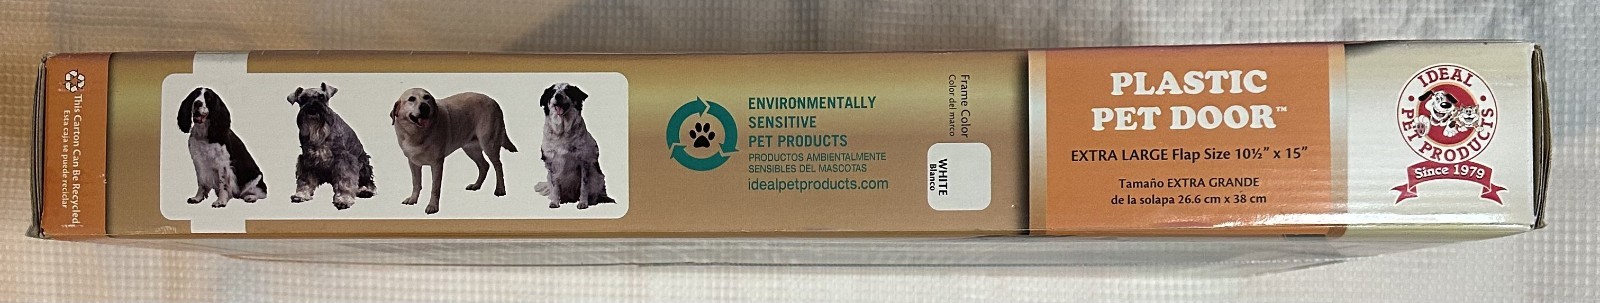 This Carton Can Be Recycled
Esta caja se puede reciclar
ENVIRONMENTALLY
SENSITIVE
PET PRODUCTS
PRODUCTOS AMBIENTALMENTE
SENSIBLES DEL MASCOTAS
idealpetproducts.com
Frame Color
Color del marco
WHITE
Blanco
PLASTIC
PET DOOR™
EXTRA LARGE Flap Size 10½" x 15"
Tamaño EXTRA GRANDE
de la solapa 26.6 cm x 38 cm
IDEAL
PET PRODUCTS
Since 1979